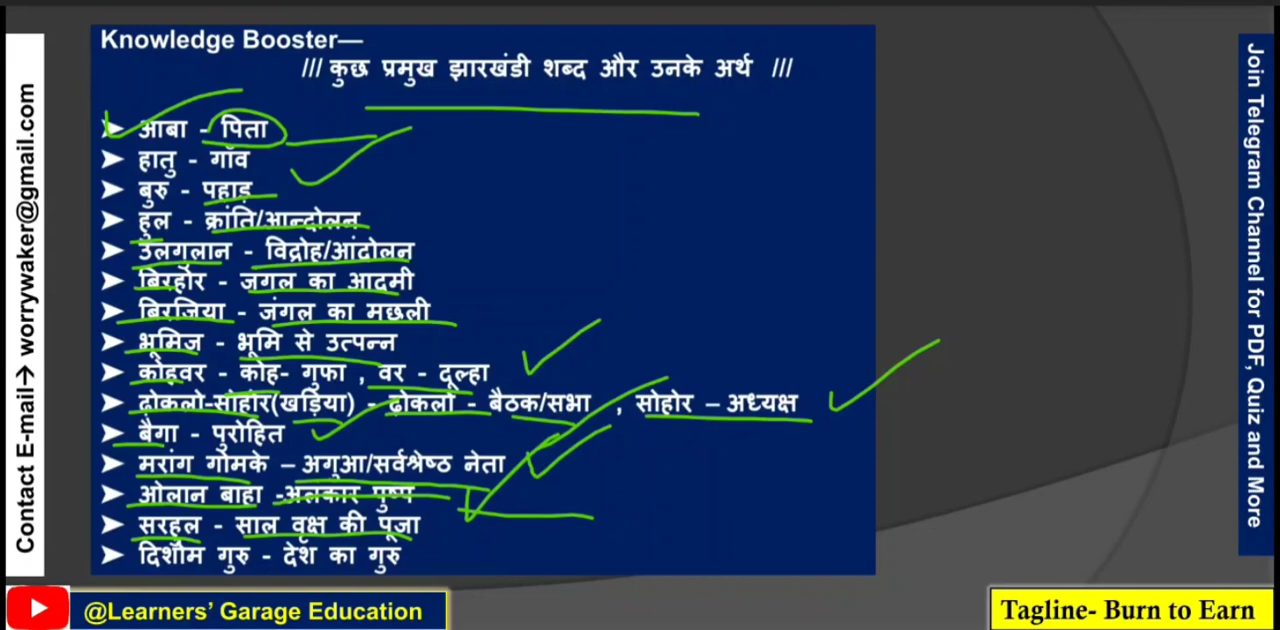 Knowledge Booster—
/// कुछ प्रमुख झारखंडी शब्द और उनके अर्थ ///
➤ आबा - पिता
➤ हातु - गाँव
➤ बुरु - पहाड़
➤ हुल - क्रांति/आन्दोलन
➤ उलगुलान - विद्रोह/आंदोलन
➤ बिरहोर - जगल का आदमी
➤ बिरजिया - जंगल का मछली
➤ भूमिज - भूमि से उत्पन्न
➤ कोहवर - कोह- गुफा , वर - दूल्हा
➤ ढ़ोकलो-सोहोर(खड़िया) - ढ़ोकलो - बैठक/सभा , सोहोर – अध्यक्ष
➤ बैगा - पुरोहित
➤ मरांग गोमके – अगुआ/सर्वश्रेष्ठ नेता
➤ ओलान बाहा -अलंकार पुष्प
➤ सरहुल - साल वृक्ष की पूजा
➤ दिशौम गुरु - देश का गुरु
Contact E-mail→ worrywaker@gmail.com
Join Telegram Channel for PDF, Quiz and More
@Learners' Garage Education
Tagline- Burn to Earn